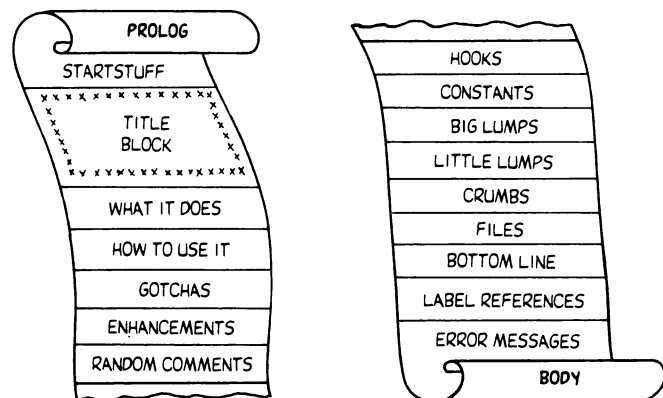 PROLOG
STARTSTUFF
TITLE
BLOCK
WHAT IT DOES
HOW TO USE IT
GOTCHAS
ENHANCEMENTS
RANDOM COMMENTS
HOOKS
CONSTANTS
BIG LUMPS
LITTLE LUMPS
CRUMBS
FILES
BOTTOM LINE
LABEL REFERENCES
ERROR MESSAGES
BODY